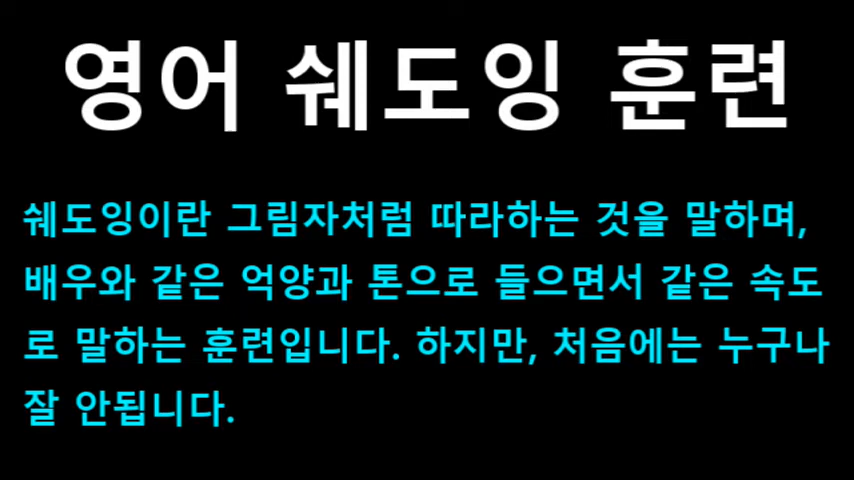 영어 쉐도잉 훈련
쉐도잉이란 그림자처럼 따라하는 것을 말하며,
배우와 같은 억양과 톤으로 들으면서 같은 속도
로 말하는 훈련입니다. 하지만, 처음에는 누구나
잘 안됩니다.